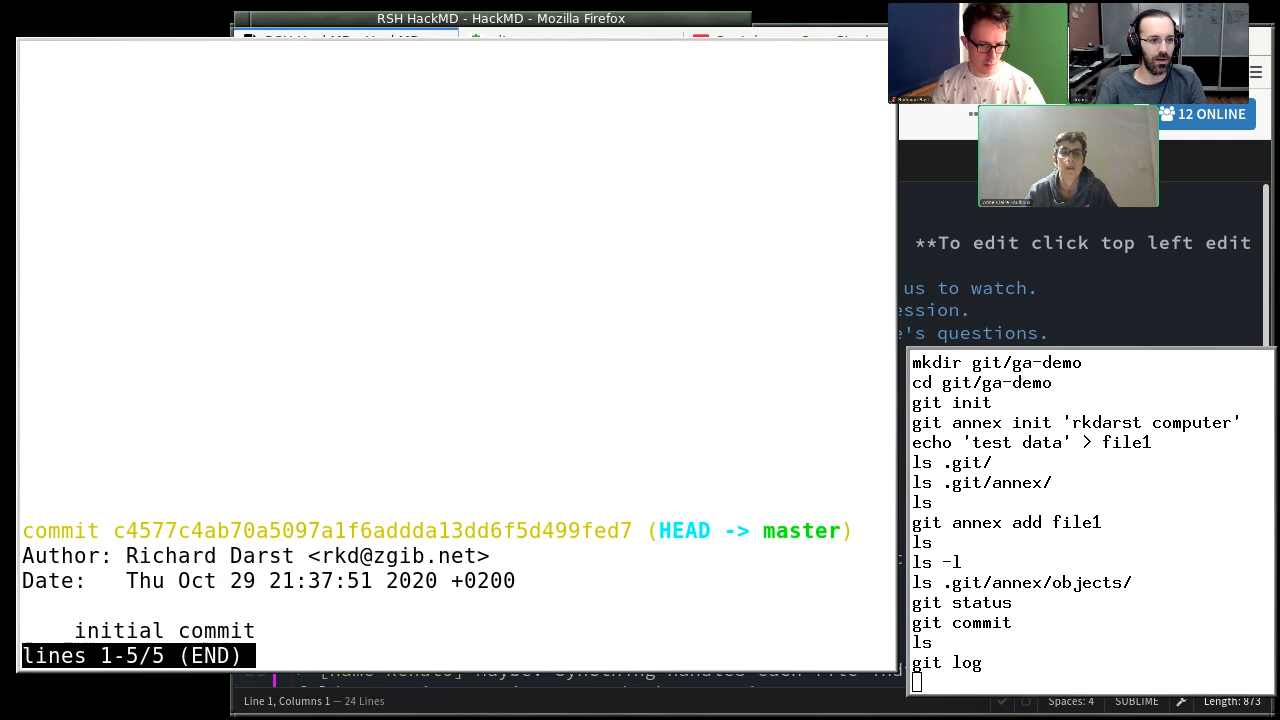 RSH HackMD - HackMD - Mozilla Firefox
12 ONLINE
**To edit click top left edit
us to watch.
ession.
e's questions.
mkdir git/ga-demo
cd git/ga-demo
git init
git annex init 'rkdarst computer'
echo 'test data' > file1
ls .git/
ls .git/annex/
ls
git annex add file1
ls
ls -l
ls .git/annex/objects/
git status
git commit
ls
git log
commit c4577c4ab70a5097a1f6addda13dd6f5d499fed7 (HEAD -> master)
Author: Richard Darst <rkd@zgib.net>
Date:   Thu Oct 29 21:37:51 2020 +0200
initial commit
lines 1-5/5 (END)
Line 1, Columns 1 — 24 Lines
Spaces: 4
SUBLIME
Length: 873